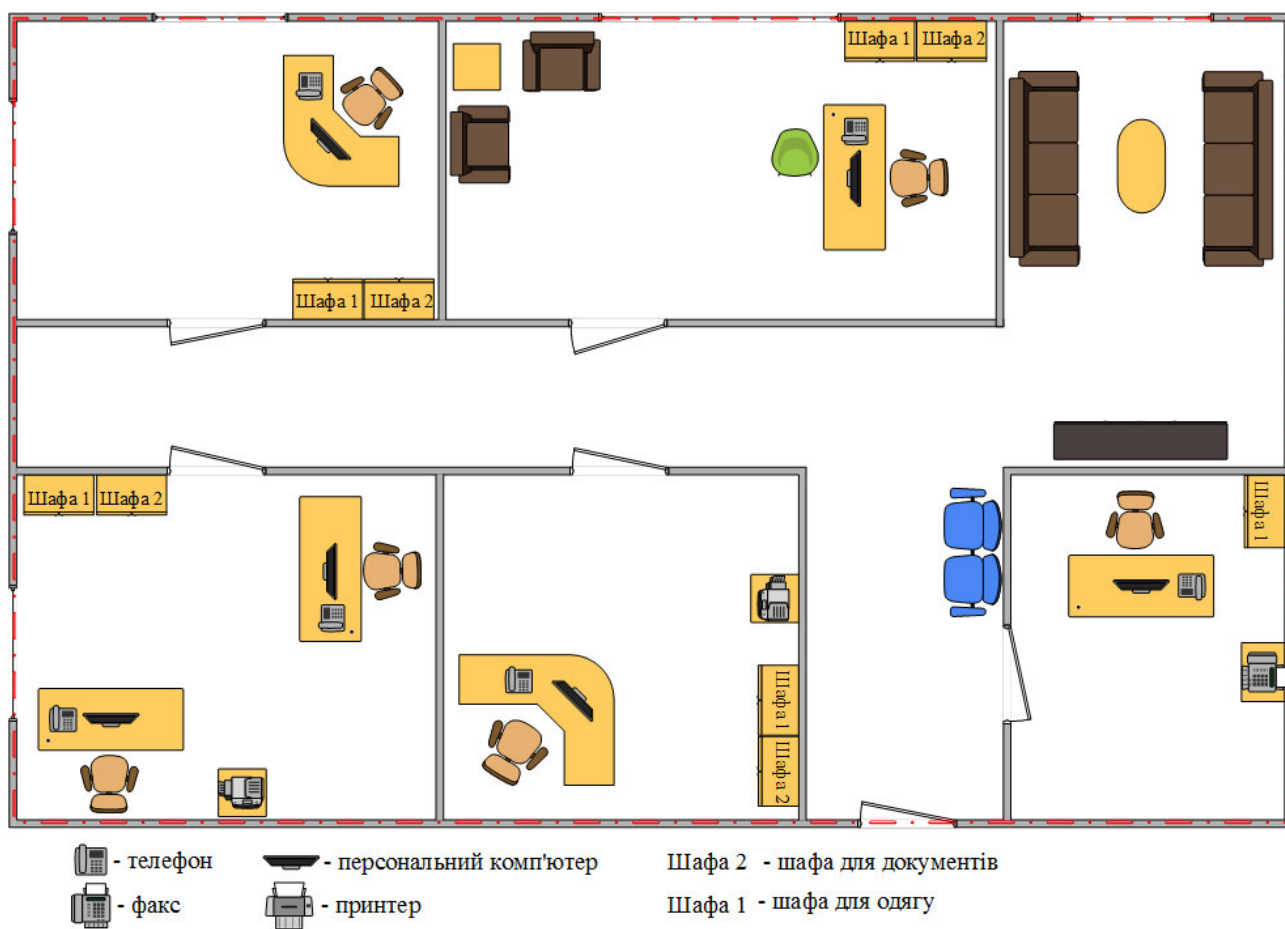 Шафа 1 Шафа 2
Шафа 1 Шафа 2
Шафа 1 Шафа 2
Шафа 1
Шафа 1
Шафа 2
- телефон
- персональний комп'ютер
Шафа 2 - шафа для документів
- факс
- принтер
Шафа 1 - шафа для одягу